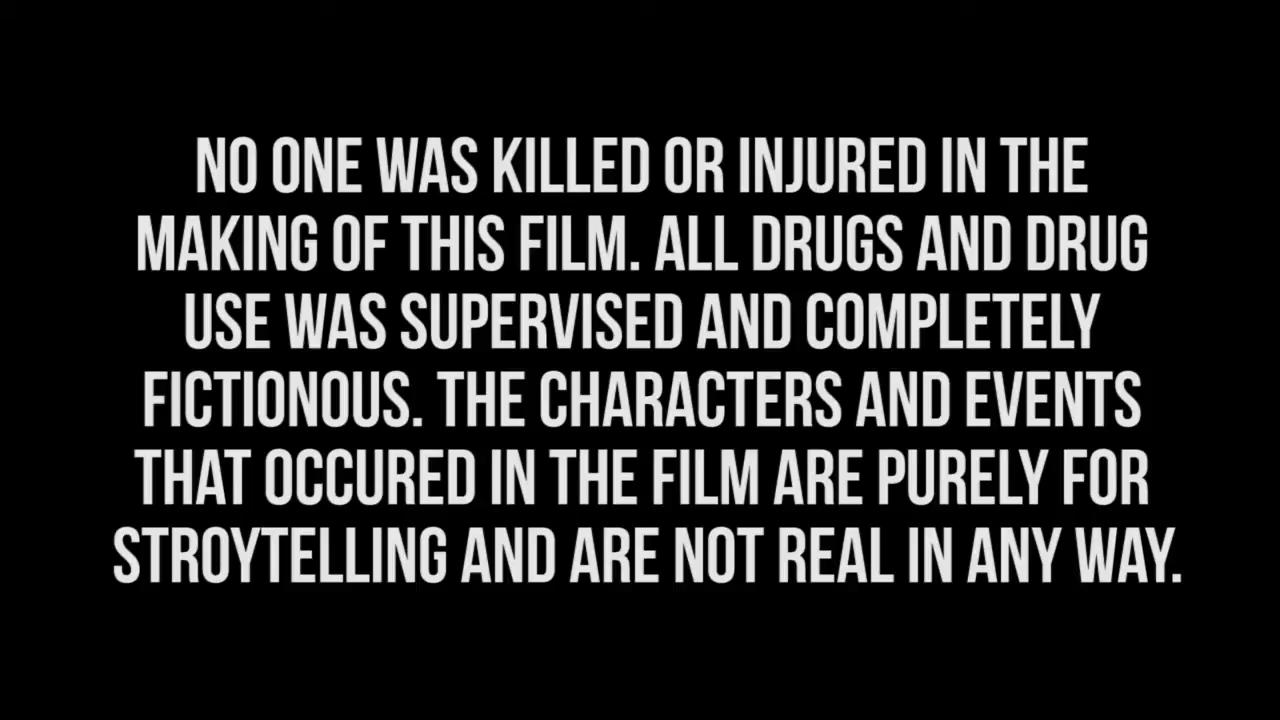 NO ONE WAS KILLED OR INJURED IN THE
MAKING OF THIS FILM. ALL DRUGS AND DRUG
USE WAS SUPERVISED AND COMPLETELY
FICTIONOUS. THE CHARACTERS AND EVENTS
THAT OCCURED IN THE FILM ARE PURELY FOR
STROYTELLING AND ARE NOT REAL IN ANY WAY.